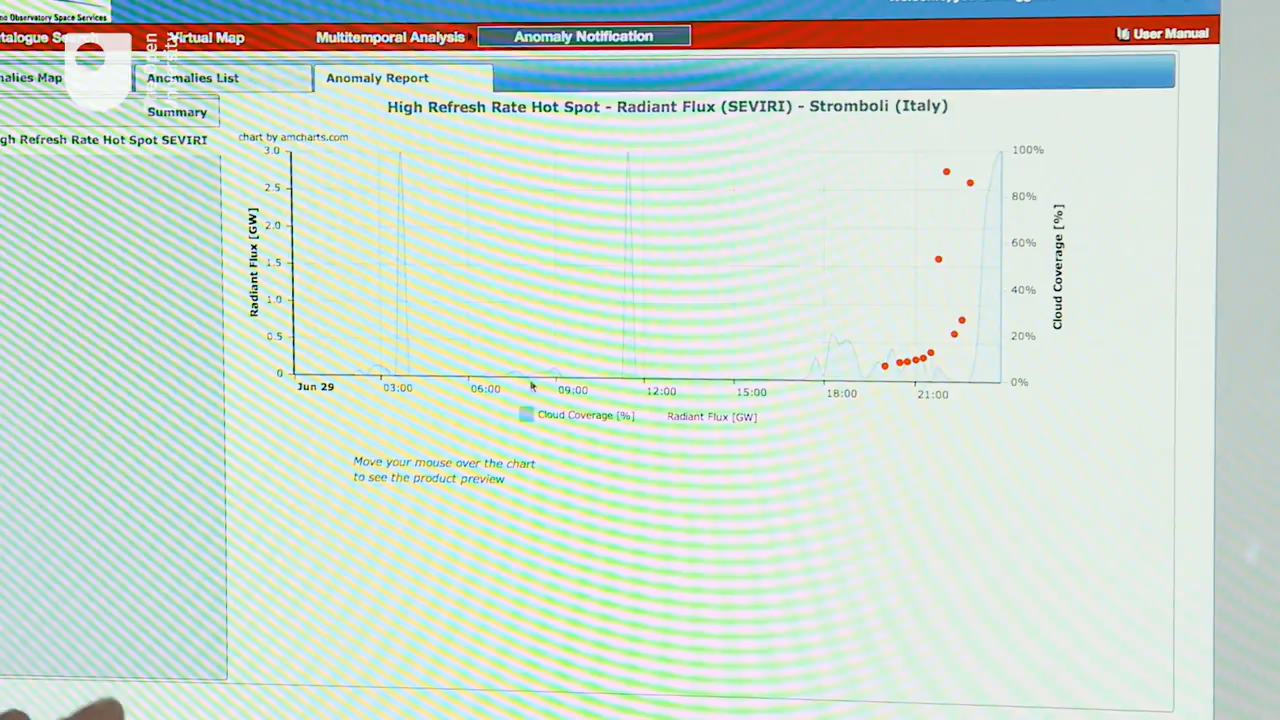 Observatory Space Services
Virtual Map
Multitemporal Analysis
Anomaly Notification
User Manual
Map
Anomalies List
Anomaly Report
Summary
Refresh Rate Hot Spot SEVIRI
High Refresh Rate Hot Spot - Radiant Flux (SEVIRI) - Stromboli (Italy)
chart by amcharts.com
3.0
2.5
2.0
1.5
1.0
0.5
0
Radiant Flux [GW]
100%
80%
60%
40%
20%
0%
Cloud Coverage [%]
Jun 29
03:00
06:00
09:00
12:00
15:00
18:00
21:00
Cloud Coverage [%]
Radiant Flux [GW]
Move your mouse over the chart
to see the product preview